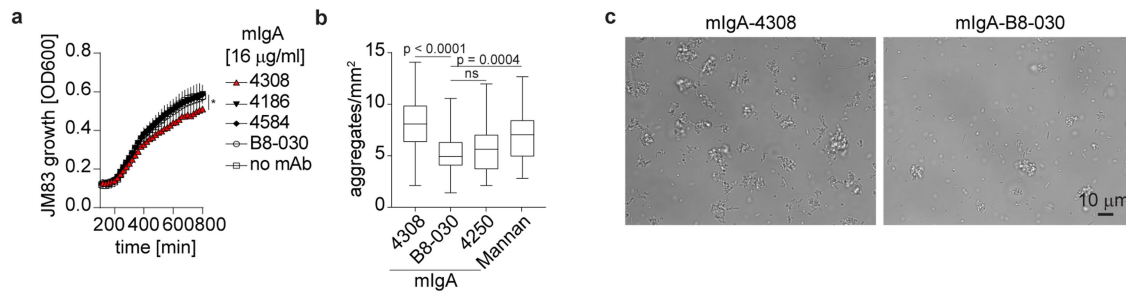 a
mIgA
[16 µg/ml]
4308
4186
4584
B8-030
no mAb
JM83 growth [OD600]
0.8
0.6
0.4
0.2
0.0
*
200 400 600 800
time [min]
b
p < 0.0001
p = 0.0004
ns
aggregates/mm²
15
10
5
0
4308
B8-030
4250
Mannan
mIgA
c
mIgA-4308
mIgA-B8-030
10 µm